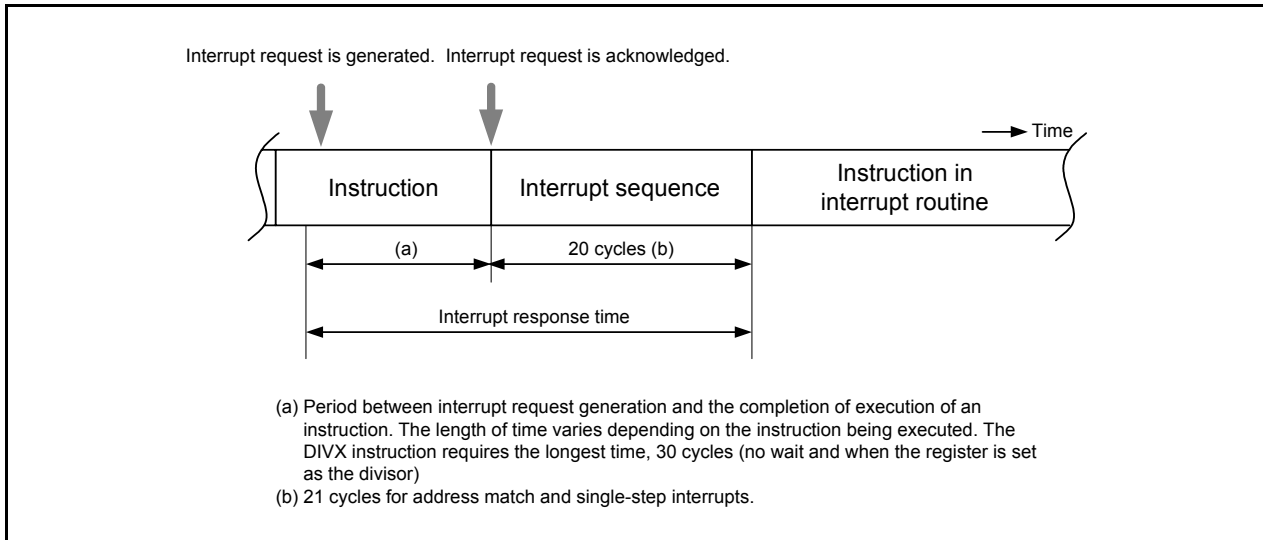 Interrupt request is generated. Interrupt request is acknowledged.
Time
Instruction
Interrupt sequence
Instruction in
interrupt routine
(a)
20 cycles (b)
Interrupt response time
(a) Period between interrupt request generation and the completion of execution of an
instruction. The length of time varies depending on the instruction being executed. The
DIVX instruction requires the longest time, 30 cycles (no wait and when the register is set
as the divisor)
(b) 21 cycles for address match and single-step interrupts.